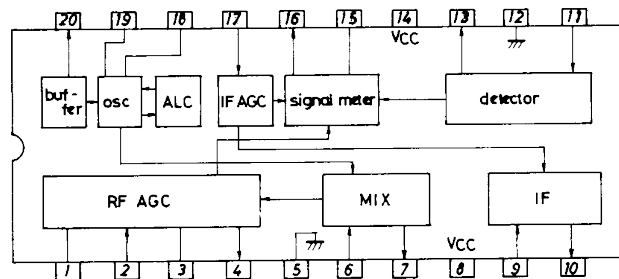 20 19 18 17 16 15 14 13 12 11
VCC
buf-
fer
osc
ALC
IF AGC
signal meter
detector
RF AGC
MIX
IF
VCC
1 2 3 4 5 6 7 8 9 10